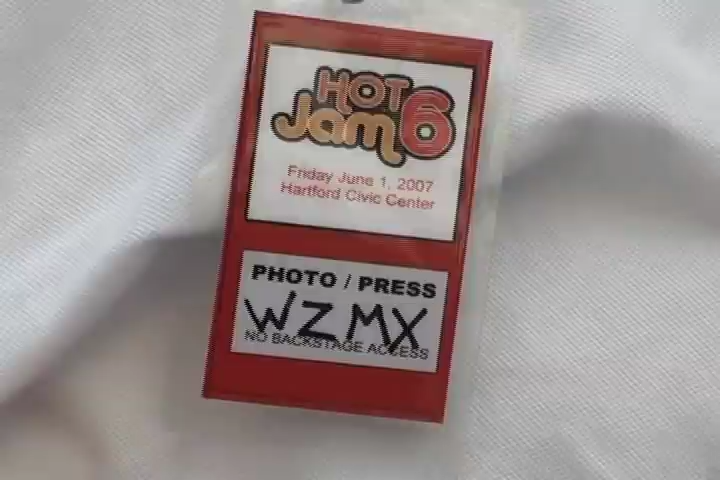 HOT
Jam 6
Friday June 1, 2007
Hartford Civic Center
PHOTO / PRESS
WZMX
NO BACKSTAGE ACCESS